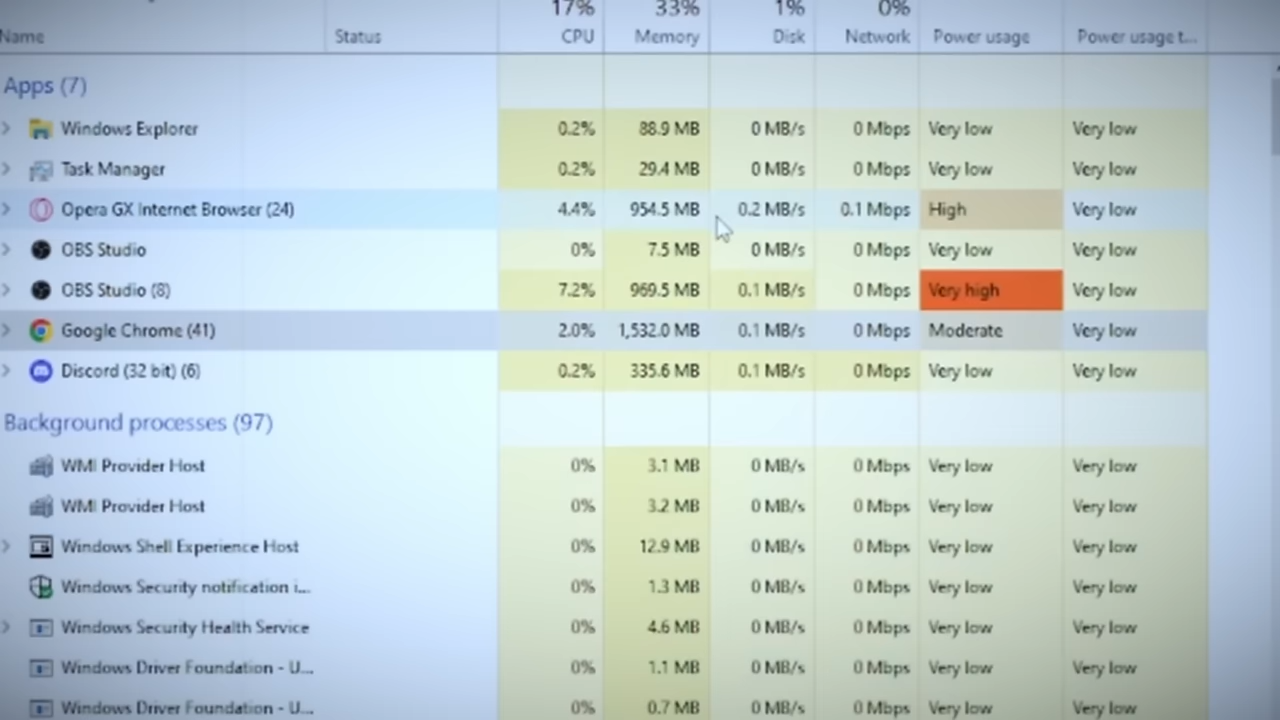 17% 33% 1% 0%
Name Status CPU Memory Disk Network Power usage Power usage t...
Apps (7)
Windows Explorer 0.2% 88.9 MB 0 MB/s 0 Mbps Very low Very low
Task Manager 0.2% 29.4 MB 0 MB/s 0 Mbps Very low Very low
Opera GX Internet Browser (24) 4.4% 954.5 MB 0.2 MB/s 0.1 Mbps High Very low
OBS Studio 0% 7.5 MB 0 MB/s 0 Mbps Very low Very low
OBS Studio (8) 7.2% 969.5 MB 0.1 MB/s 0 Mbps Very high Very low
Google Chrome (41) 2.0% 1,532.0 MB 0.1 MB/s 0 Mbps Moderate Very low
Discord (32 bit) (6) 0.2% 335.6 MB 0.1 MB/s 0 Mbps Very low Very low
Background processes (97)
WMI Provider Host 0% 3.1 MB 0 MB/s 0 Mbps Very low Very low
WMI Provider Host 0% 3.2 MB 0 MB/s 0 Mbps Very low Very low
Windows Shell Experience Host 0% 12.9 MB 0 MB/s 0 Mbps Very low Very low
Windows Security notification i... 0% 1.3 MB 0 MB/s 0 Mbps Very low Very low
Windows Security Health Service 0% 4.6 MB 0 MB/s 0 Mbps Very low Very low
Windows Driver Foundation - U... 0% 1.1 MB 0 MB/s 0 Mbps Very low Very low
Windows Driver Foundation - U... 0% 0.7 MB 0 MB/s 0 Mbps Very low Very low